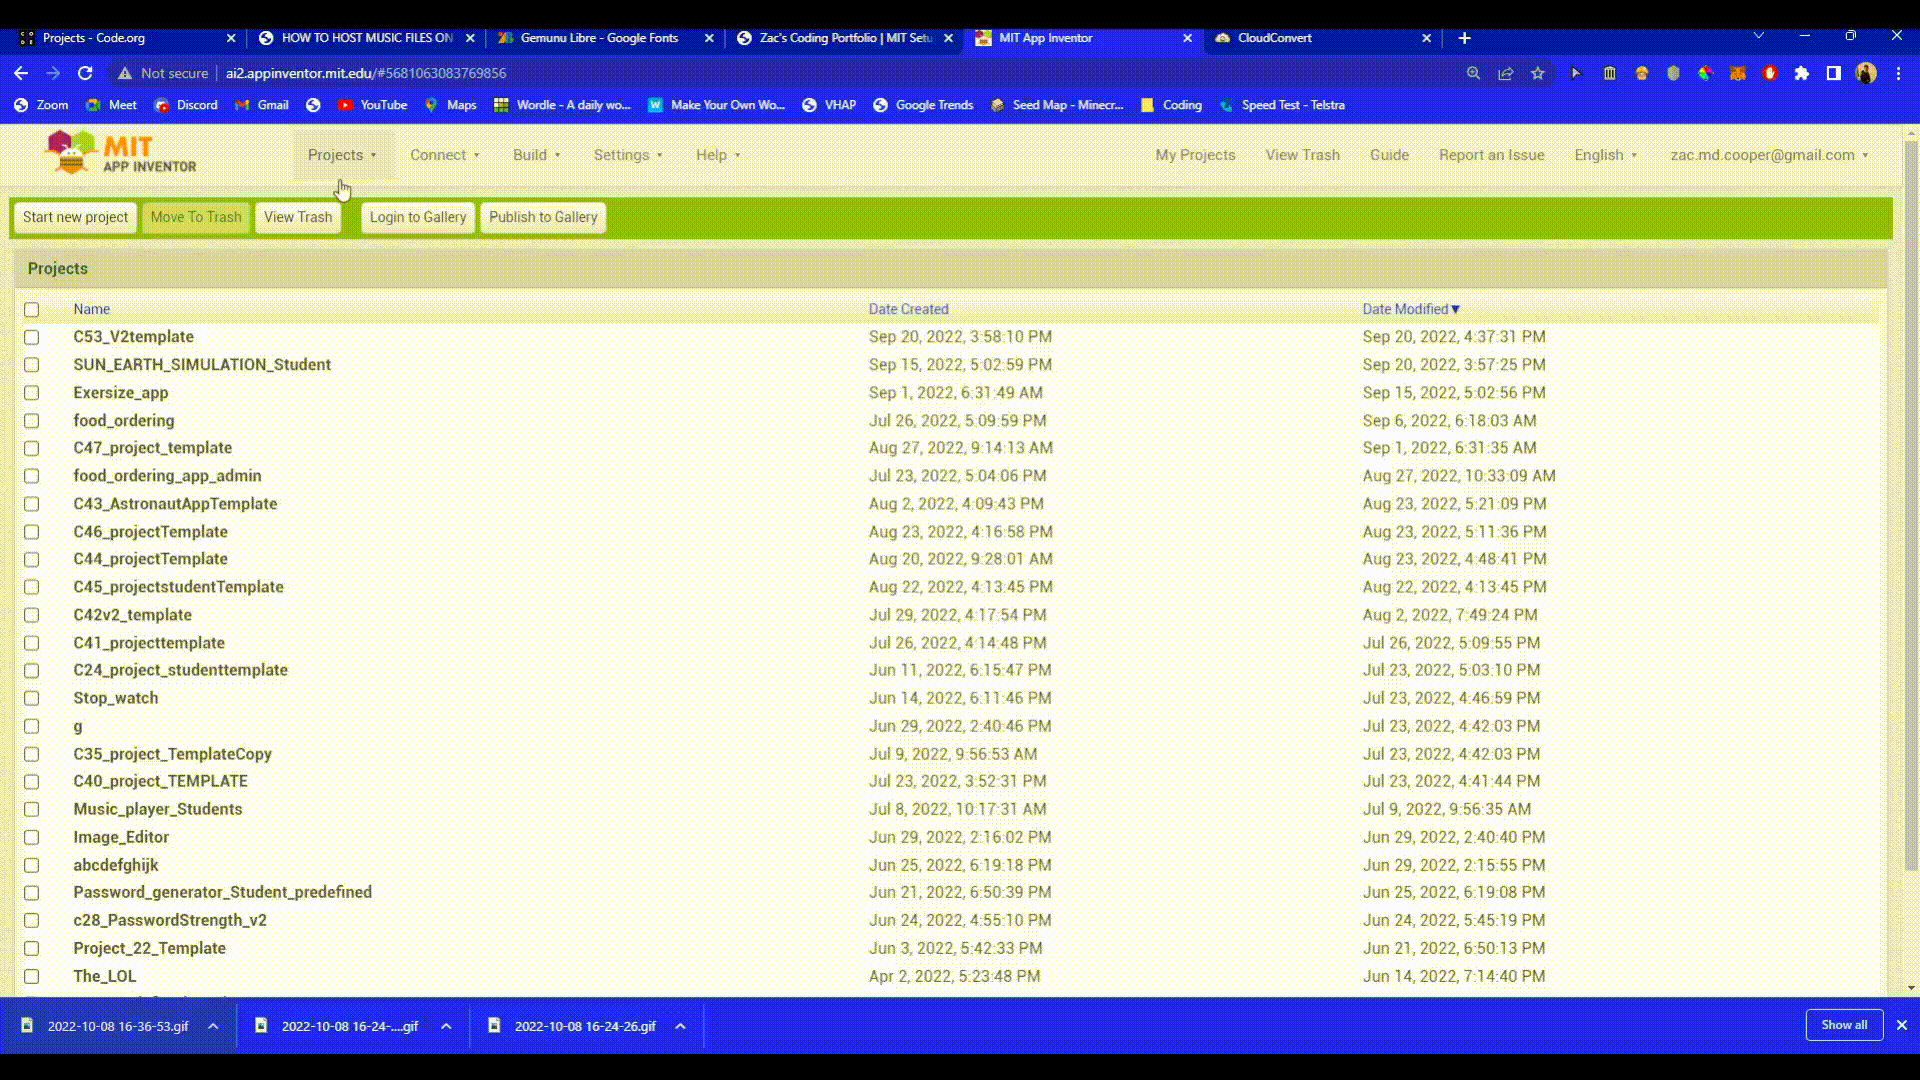 Projects - Code.org
HOW TO HOST MUSIC FILES ON
Gemunu Libre - Google Fonts
Zac's Coding Portfolio | MIT Setu
MIT App Inventor
CloudConvert
Not secure
ai2.appinventor.mit.edu/#5681063083769856
Zoom Meet Discord Gmail YouTube Maps Wordle - A daily wo... Make Your Own Wo... VHAP Google Trends Seed Map - Minecr... Coding Speed Test - Telstra
MIT
APP INVENTOR
Projects Connect Build Settings Help My Projects View Trash Guide Report an Issue English zac.md.cooper@gmail.com
Start new project Move To Trash View Trash Login to Gallery Publish to Gallery
Projects
Name Date Created Date Modified▼
C53_V2template Sep 20, 2022, 3:58:10 PM Sep 20, 2022, 4:37:31 PM
SUN_EARTH_SIMULATION_Student Sep 15, 2022, 5:02:59 PM Sep 20, 2022, 3:57:25 PM
Exersize_app Sep 1, 2022, 6:31:49 AM Sep 15, 2022, 5:02:56 PM
food_ordering Jul 26, 2022, 5:09:59 PM Sep 6, 2022, 6:18:03 AM
C47_project_template Aug 27, 2022, 9:14:13 AM Sep 1, 2022, 6:31:35 AM
food_ordering_app_admin Jul 23, 2022, 5:04:06 PM Aug 27, 2022, 10:33:09 AM
C43_AstronautAppTemplate Aug 2, 2022, 4:09:43 PM Aug 23, 2022, 5:21:09 PM
C46_projectTemplate Aug 23, 2022, 4:16:58 PM Aug 23, 2022, 5:11:36 PM
C44_projectTemplate Aug 20, 2022, 9:28:01 AM Aug 23, 2022, 4:48:41 PM
C45_projectstudentTemplate Aug 22, 2022, 4:13:45 PM Aug 22, 2022, 4:13:45 PM
C42v2_template Jul 29, 2022, 4:17:54 PM Aug 2, 2022, 7:49:24 PM
C41_projecttemplate Jul 26, 2022, 4:14:48 PM Jul 26, 2022, 5:09:55 PM
C24_project_studenttemplate Jun 11, 2022, 6:15:47 PM Jul 23, 2022, 5:03:10 PM
Stop_watch Jun 14, 2022, 6:11:46 PM Jul 23, 2022, 4:46:59 PM
g Jun 29, 2022, 2:40:46 PM Jul 23, 2022, 4:42:03 PM
C35_project_TemplateCopy Jul 9, 2022, 9:56:53 AM Jul 23, 2022, 4:42:03 PM
C40_project_TEMPLATE Jul 23, 2022, 3:52:31 PM Jul 23, 2022, 4:41:44 PM
Music_player_Students Jul 8, 2022, 10:17:31 AM Jul 9, 2022, 9:56:35 AM
Image_Editor Jun 29, 2022, 2:16:02 PM Jun 29, 2022, 2:40:40 PM
abcdefghijk Jun 25, 2022, 6:19:18 PM Jun 29, 2022, 2:15:55 PM
Password_generator_Student_predefined Jun 21, 2022, 6:50:39 PM Jun 25, 2022, 6:19:08 PM
c28_PasswordStrength_v2 Jun 24, 2022, 4:55:10 PM Jun 24, 2022, 5:45:19 PM
Project_22_Template Jun 3, 2022, 5:42:33 PM Jun 21, 2022, 6:50:13 PM
The_LOL Apr 2, 2022, 5:23:48 PM Jun 14, 2022, 7:14:40 PM
2022-10-08 16-36-53.gif 2022-10-08 16-24-....gif 2022-10-08 16-24-26.gif Show all